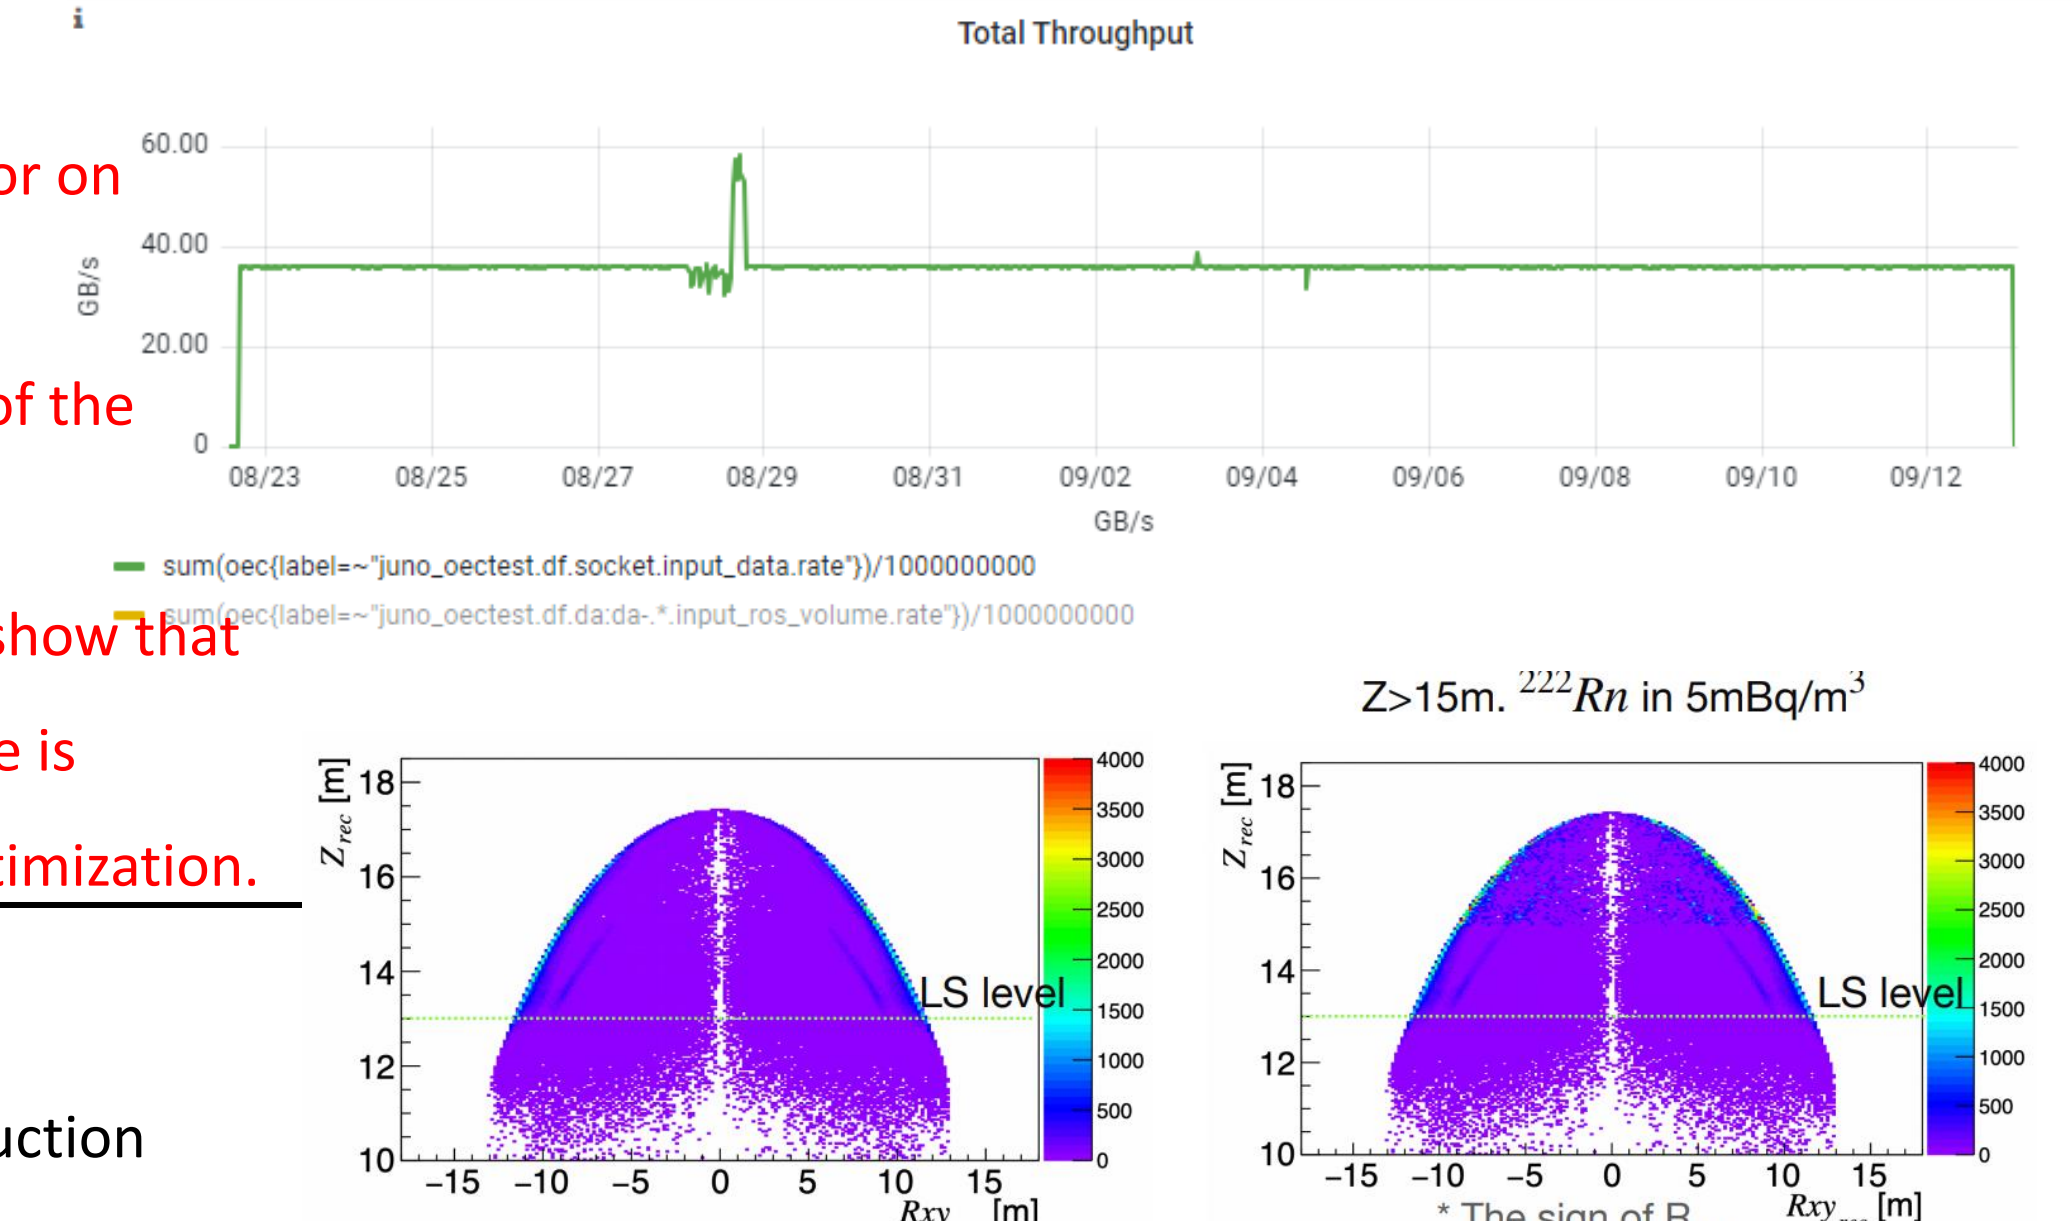 i
Total Throughput
or on
of the
show that
e is
timization.
uction
60.00
40.00
20.00
0
GB/s
08/23 08/25 08/27 08/29 08/31 09/02 09/04 09/06 09/08 09/10 09/12
GB/s
sum(oec{label=~"juno_oectest.df.socket.input_data.rate"})/1000000000
sum(oec{label=~"juno_oectest.df.da:da-.*.input_ros_volume.rate"})/1000000000
Z_rec [m]
18
16
14
12
10
LS level
4000
3500
3000
2500
2000
1500
1000
500
0
−15 −10 −5 0 5 10 15
Rxy [m]
Z>15m. ²²²Rn in 5mBq/m³
Z_rec [m]
18
16
14
12
10
LS level
4000
3500
3000
2500
2000
1500
1000
500
0
−15 −10 −5 0 5 10 15
Rxy_rec [m]
* The sign of R